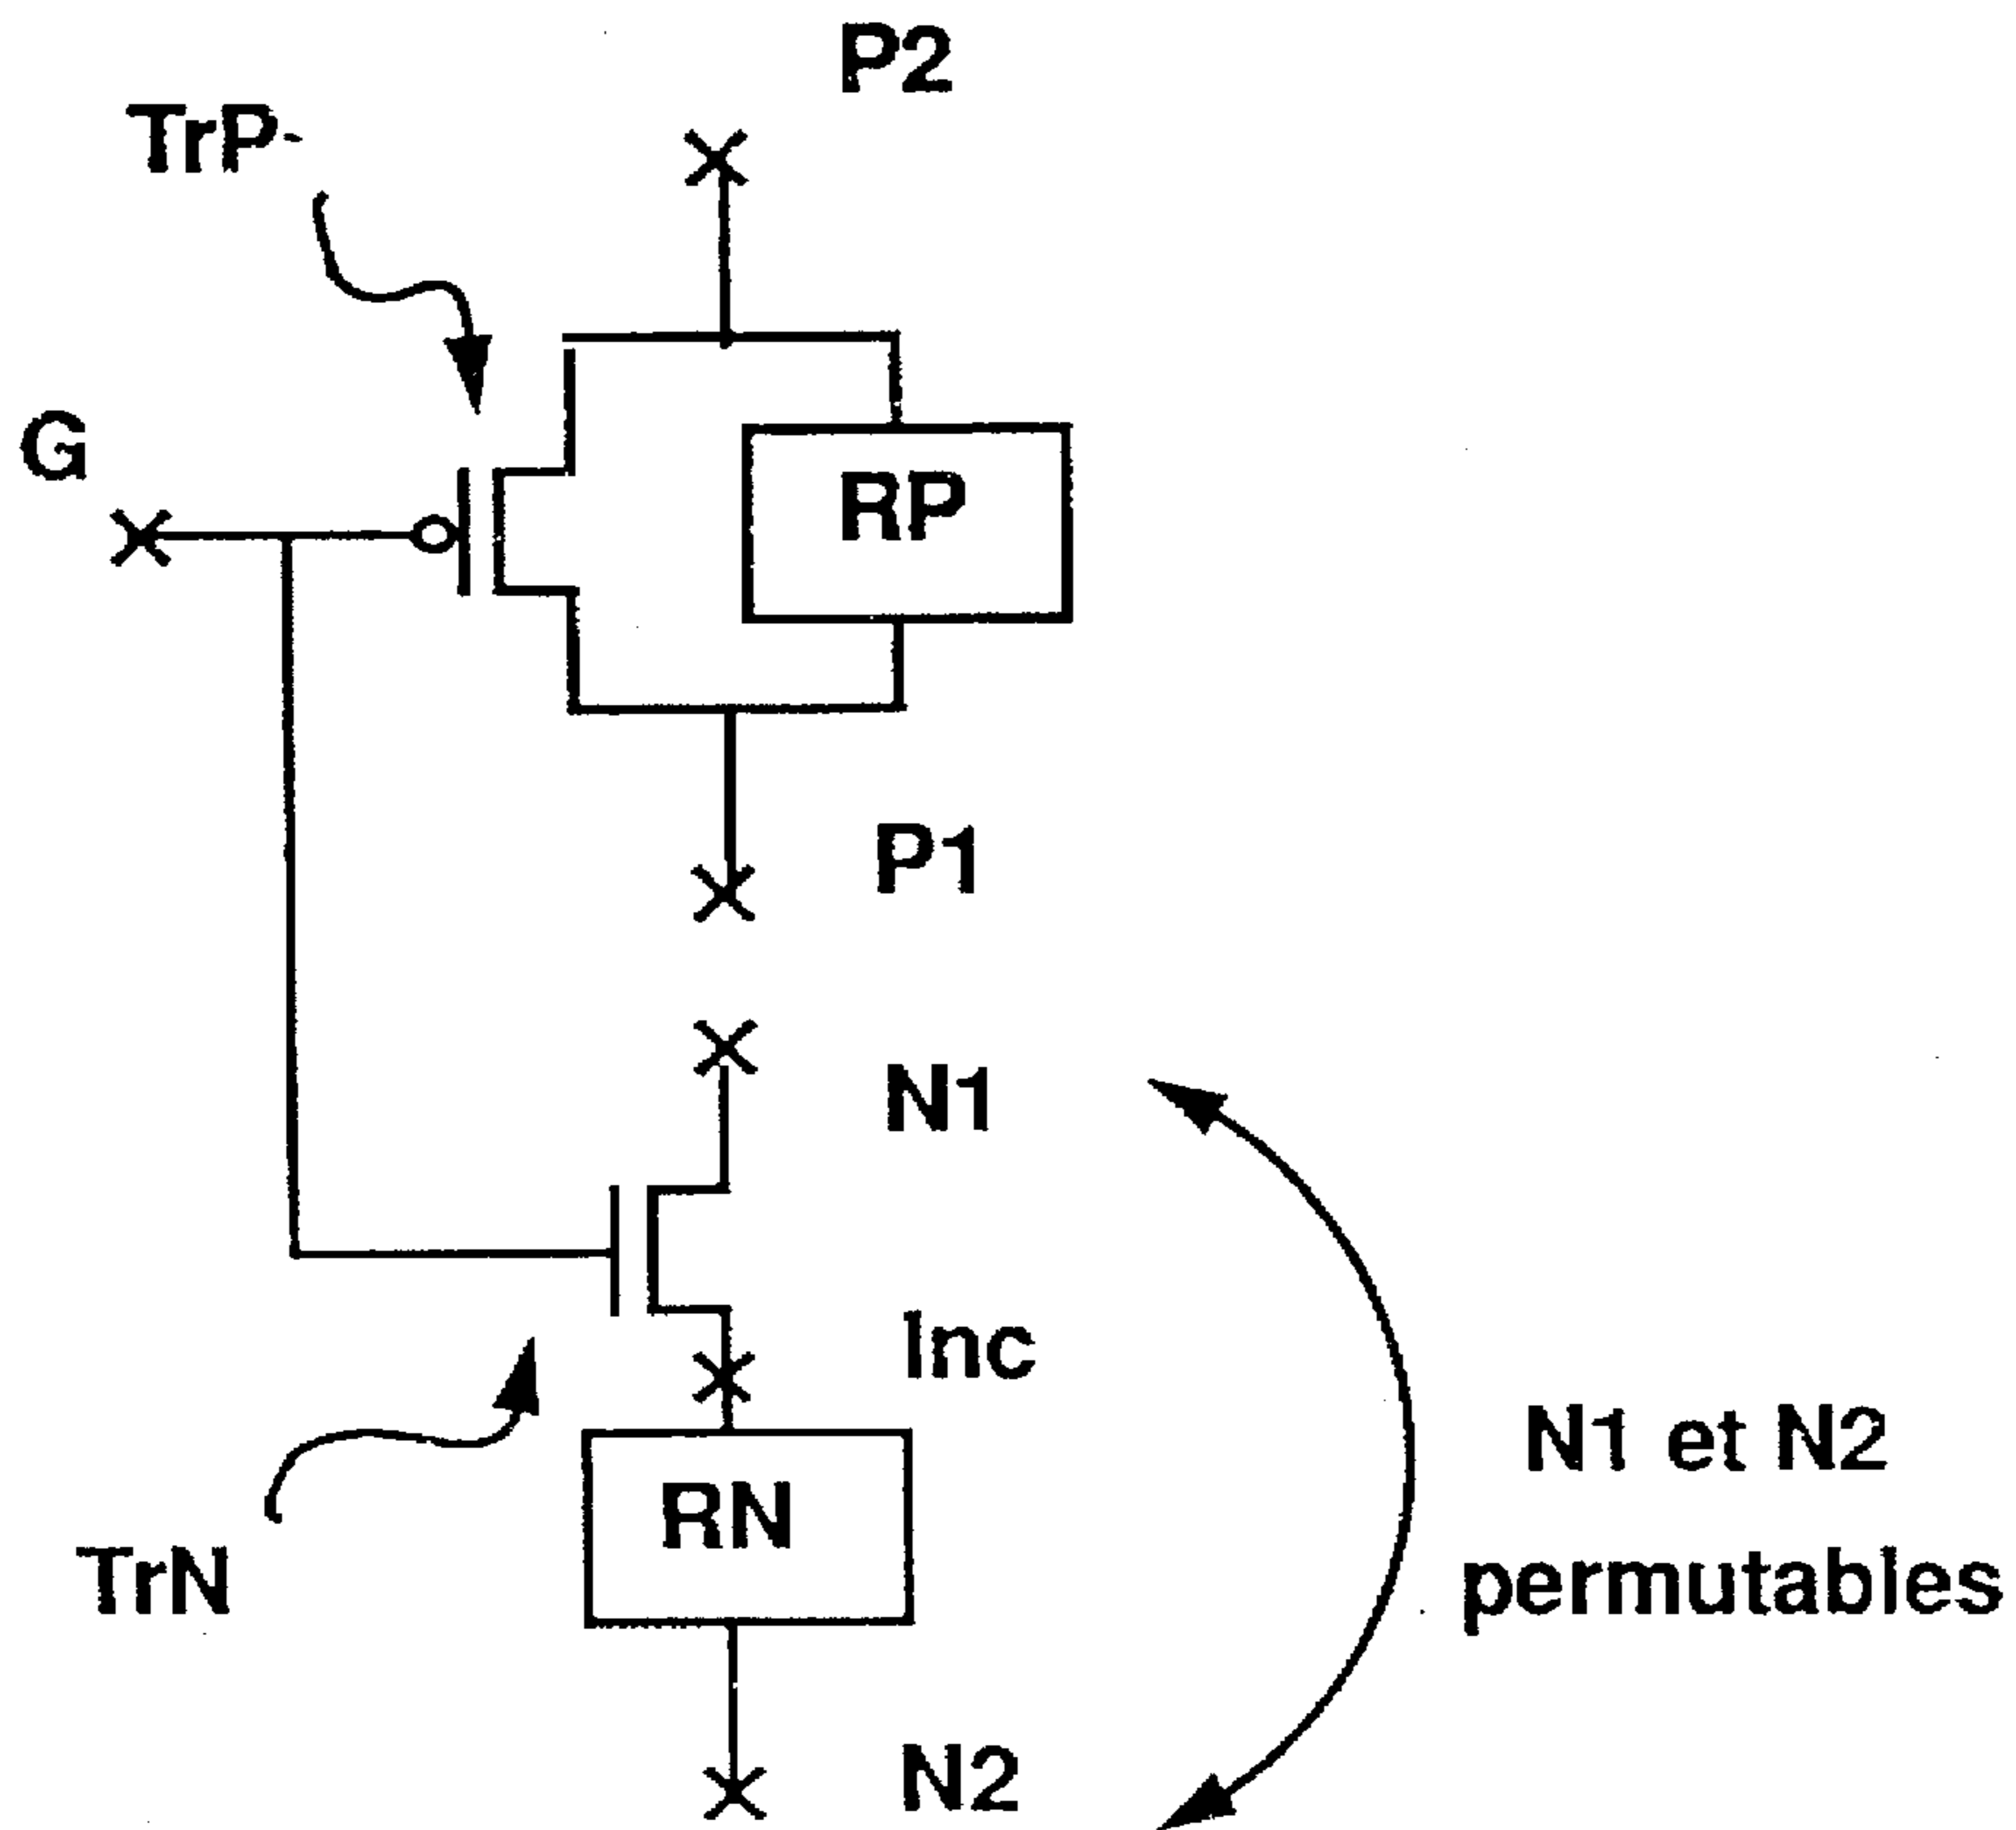 P2
TrP
G
RP
P1
N1
Inc
N1 et N2
permutables
RN
TrN
N2